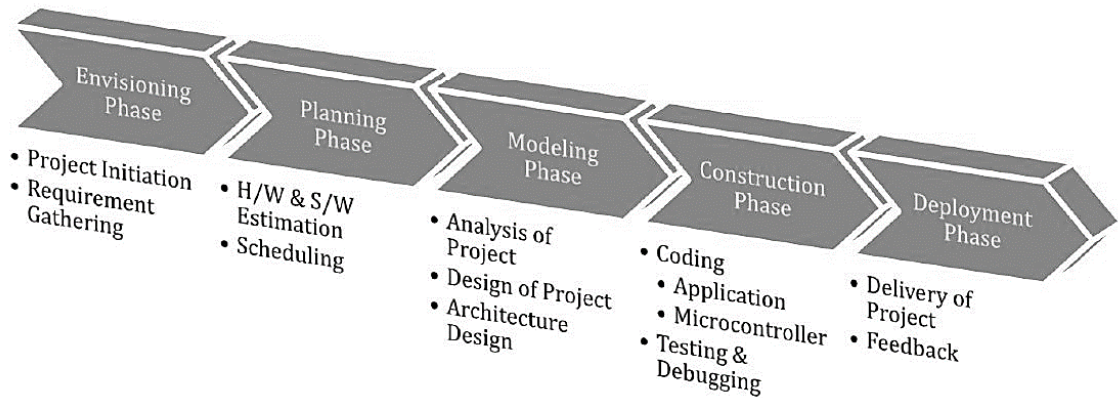 Envisioning
Phase
• Project Initiation
• Requirement
Gathering
Planning
Phase
• H/W & S/W
Estimation
• Scheduling
Modeling
Phase
• Analysis of
Project
• Design of Project
• Architecture
Design
Construction
Phase
• Coding
• Application
• Microcontroller
• Testing &
Debugging
Deployment
Phase
• Delivery of
Project
• Feedback